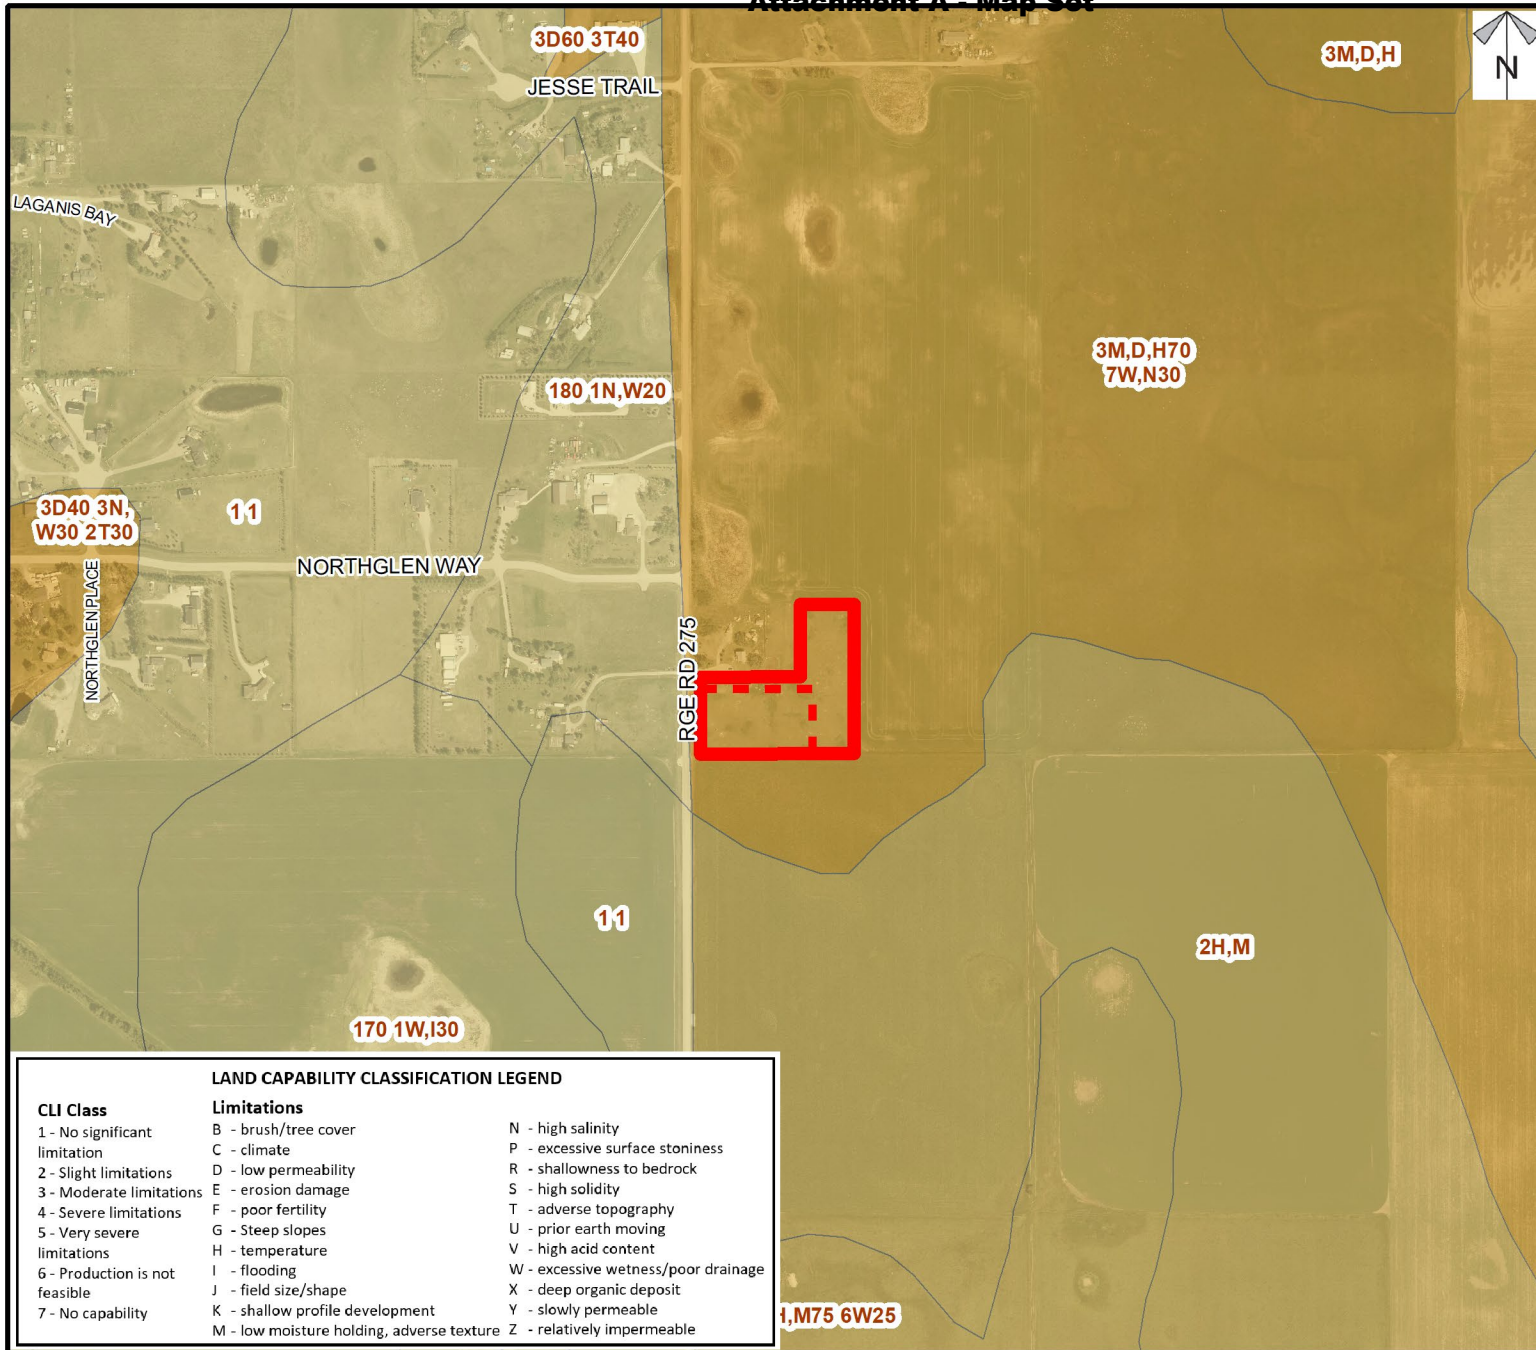 Attachment A - Map Set
3D60 3T40
3M,D,H
N
JESSE TRAIL
LAGANIS BAY
3M,D,H70
7W,N30
180 1N,W20
3D40 3N,
W30 2T30
11
NORTHGLEN WAY
NORTHGLEN PLACE
RGE RD 275
11
2H,M
170 1W,I30
H,M75 6W25
LAND CAPABILITY CLASSIFICATION LEGEND
CLI Class
1 - No significant
limitation
2 - Slight limitations
3 - Moderate limitations
4 - Severe limitations
5 - Very severe
limitations
6 - Production is not
feasible
7 - No capability
Limitations
B - brush/tree cover
C - climate
D - low permeability
E - erosion damage
F - poor fertility
G - Steep slopes
H - temperature
I - flooding
J - field size/shape
K - shallow profile development
M - low moisture holding, adverse texture
N - high salinity
P - excessive surface stoniness
R - shallowness to bedrock
S - high solidity
T - adverse topography
U - prior earth moving
V - high acid content
W - excessive wetness/poor drainage
X - deep organic deposit
Y - slowly permeable
Z - relatively impermeable